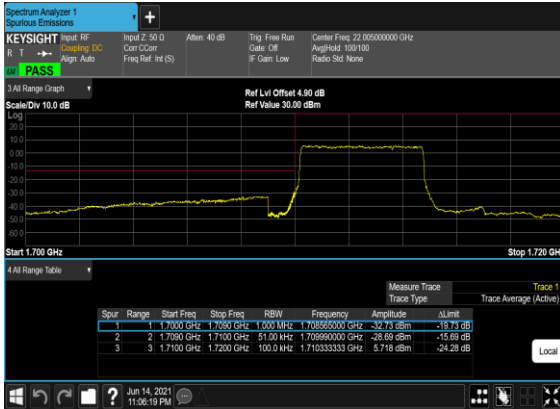 Spectrum Analyzer 1
Spurious Emissions
+
KEYSIGHT Input: RF Input Z: 50 Ω Atten: 40 dB Trig: Free Run Center Freq: 22.005000000 GHz
R T Coupling: DC Corr CCorr Gate: Off Avg|Hold: 100/100
Align: Auto Freq Ref: Int (S) IF Gain: Low Radio Std: None
PASS
3 All Range Graph
Ref Lvl Offset 4.90 dB
Scale/Div 10.0 dB Ref Value 30.00 dBm
Log
20.0
10.0
0.00
-10.0
-20.0
-30.0
-40.0
-50.0
-60.0
Start 1.700 GHz Stop 1.720 GH
4 All Range Table
Measure Trace Trace 1
Trace Type Trace Average (Active)
Spur Range Start Freq Stop Freq RBW Frequency Amplitude ΔLimit
1 1 1.7000 GHz 1.7090 GHz 1.000 MHz 1.708565000 GHz -32.73 dBm -19.73 dB
2 2 1.7090 GHz 1.7100 GHz 51.00 kHz 1.709990000 GHz -28.69 dBm -15.69 dB
3 3 1.7100 GHz 1.7200 GHz 100.0 kHz 1.710333333 GHz 5.718 dBm -24.28 dB
Local
? Jun 14, 2021
11:06:19 PM